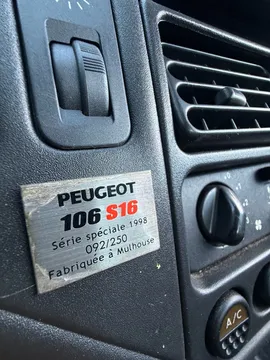 PEUGEOT
106 S16
Série spéciale 1998
092/250
Fabriquée à Mulhouse
A/C